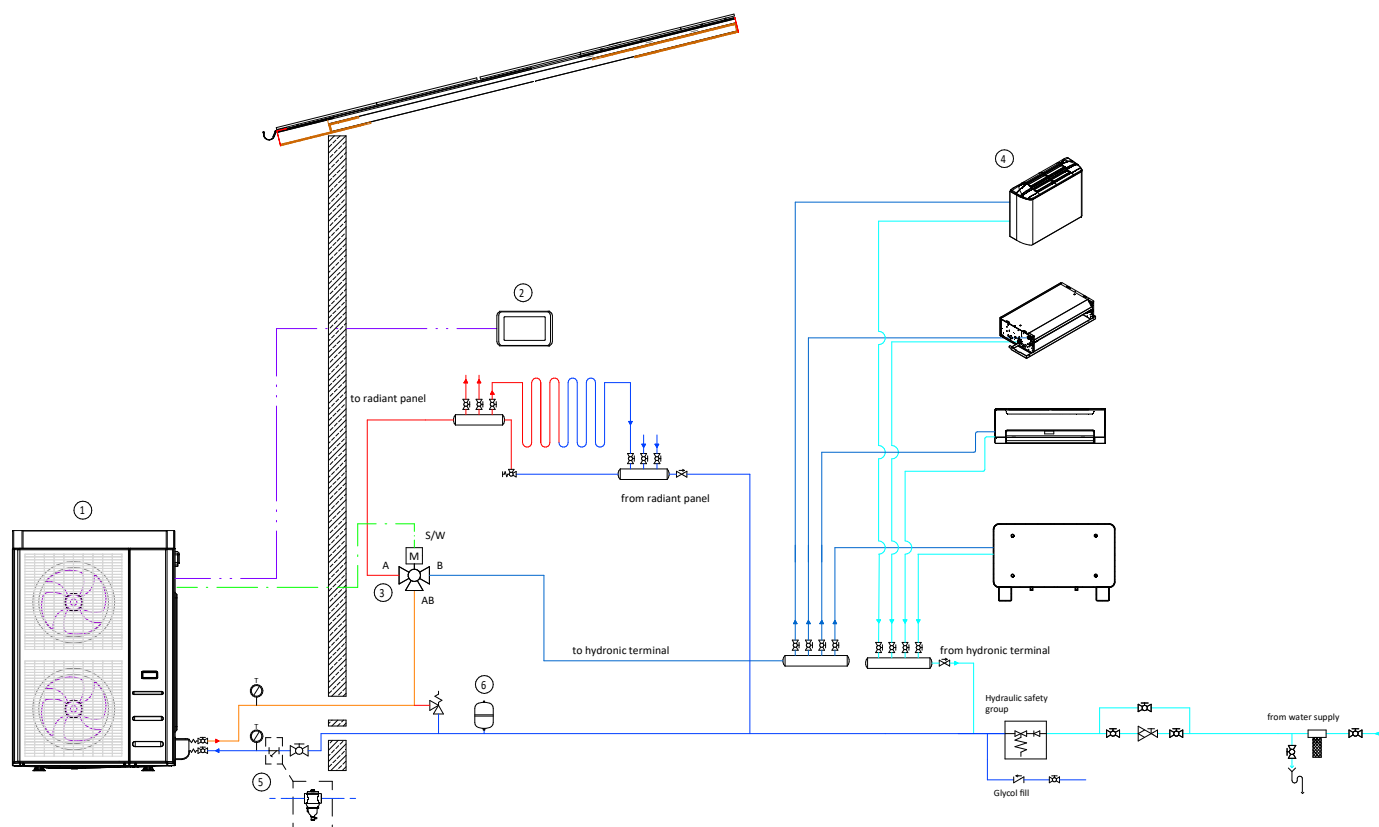 4
2
to radiant panel
from radiant panel
1
S/W
M
A
B
3
AB
to hydronic terminal
from hydronic terminal
6
T
Hydraulic safety
group
from water supply
T
5
Glycol fill